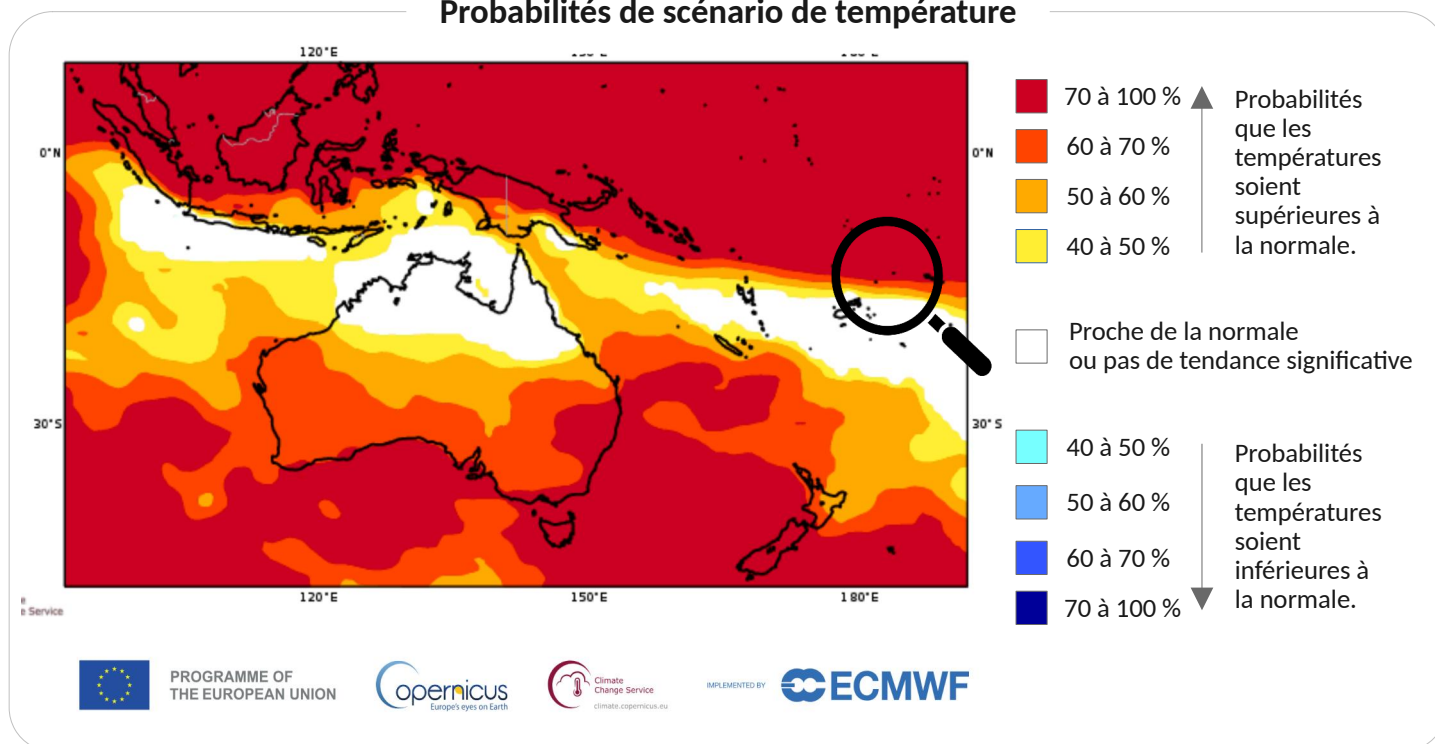 Probabilités de scénario de température
120°E
0°N
0°N
30°S
30°S
120°E
150°E
180°E
e Service
70 à 100 %
60 à 70 %
50 à 60 %
40 à 50 %
Probabilités
que les
températures
soient
supérieures à
la normale.
Proche de la normale
ou pas de tendance significative
40 à 50 %
50 à 60 %
60 à 70 %
70 à 100 %
Probabilités
que les
températures
soient
inférieures à
la normale.
PROGRAMME OF
THE EUROPEAN UNION
opernicus
Europe's eyes on Earth
Climate
Change Service
climate.copernicus.eu
IMPLEMENTED BY
ECMWF